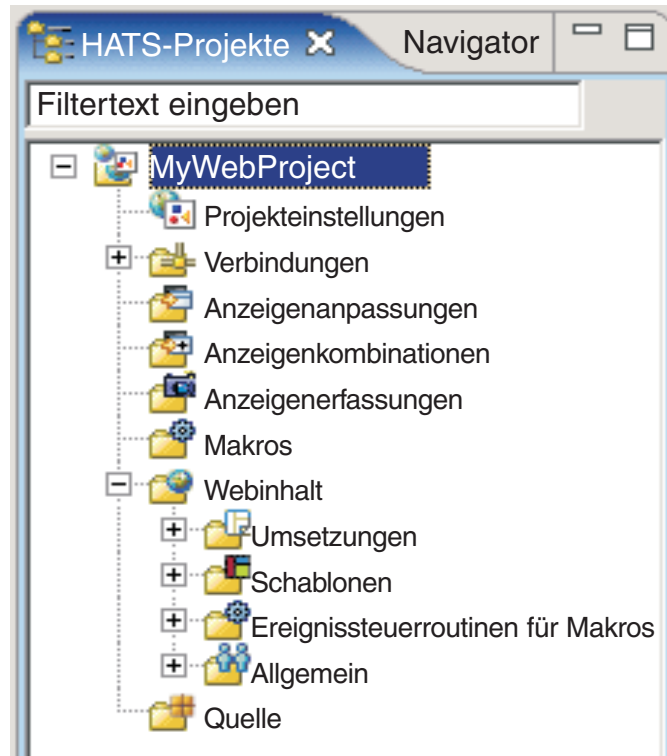 HATS-Projekte Navigator
Filtertext eingeben
MyWebProject
Projekteinstellungen
Verbindungen
Anzeigenanpassungen
Anzeigenkombinationen
Anzeigenerfassungen
Makros
Webinhalt
Umsetzungen
Schablonen
Ereignissteuerroutinen für Makros
Allgemein
Quelle